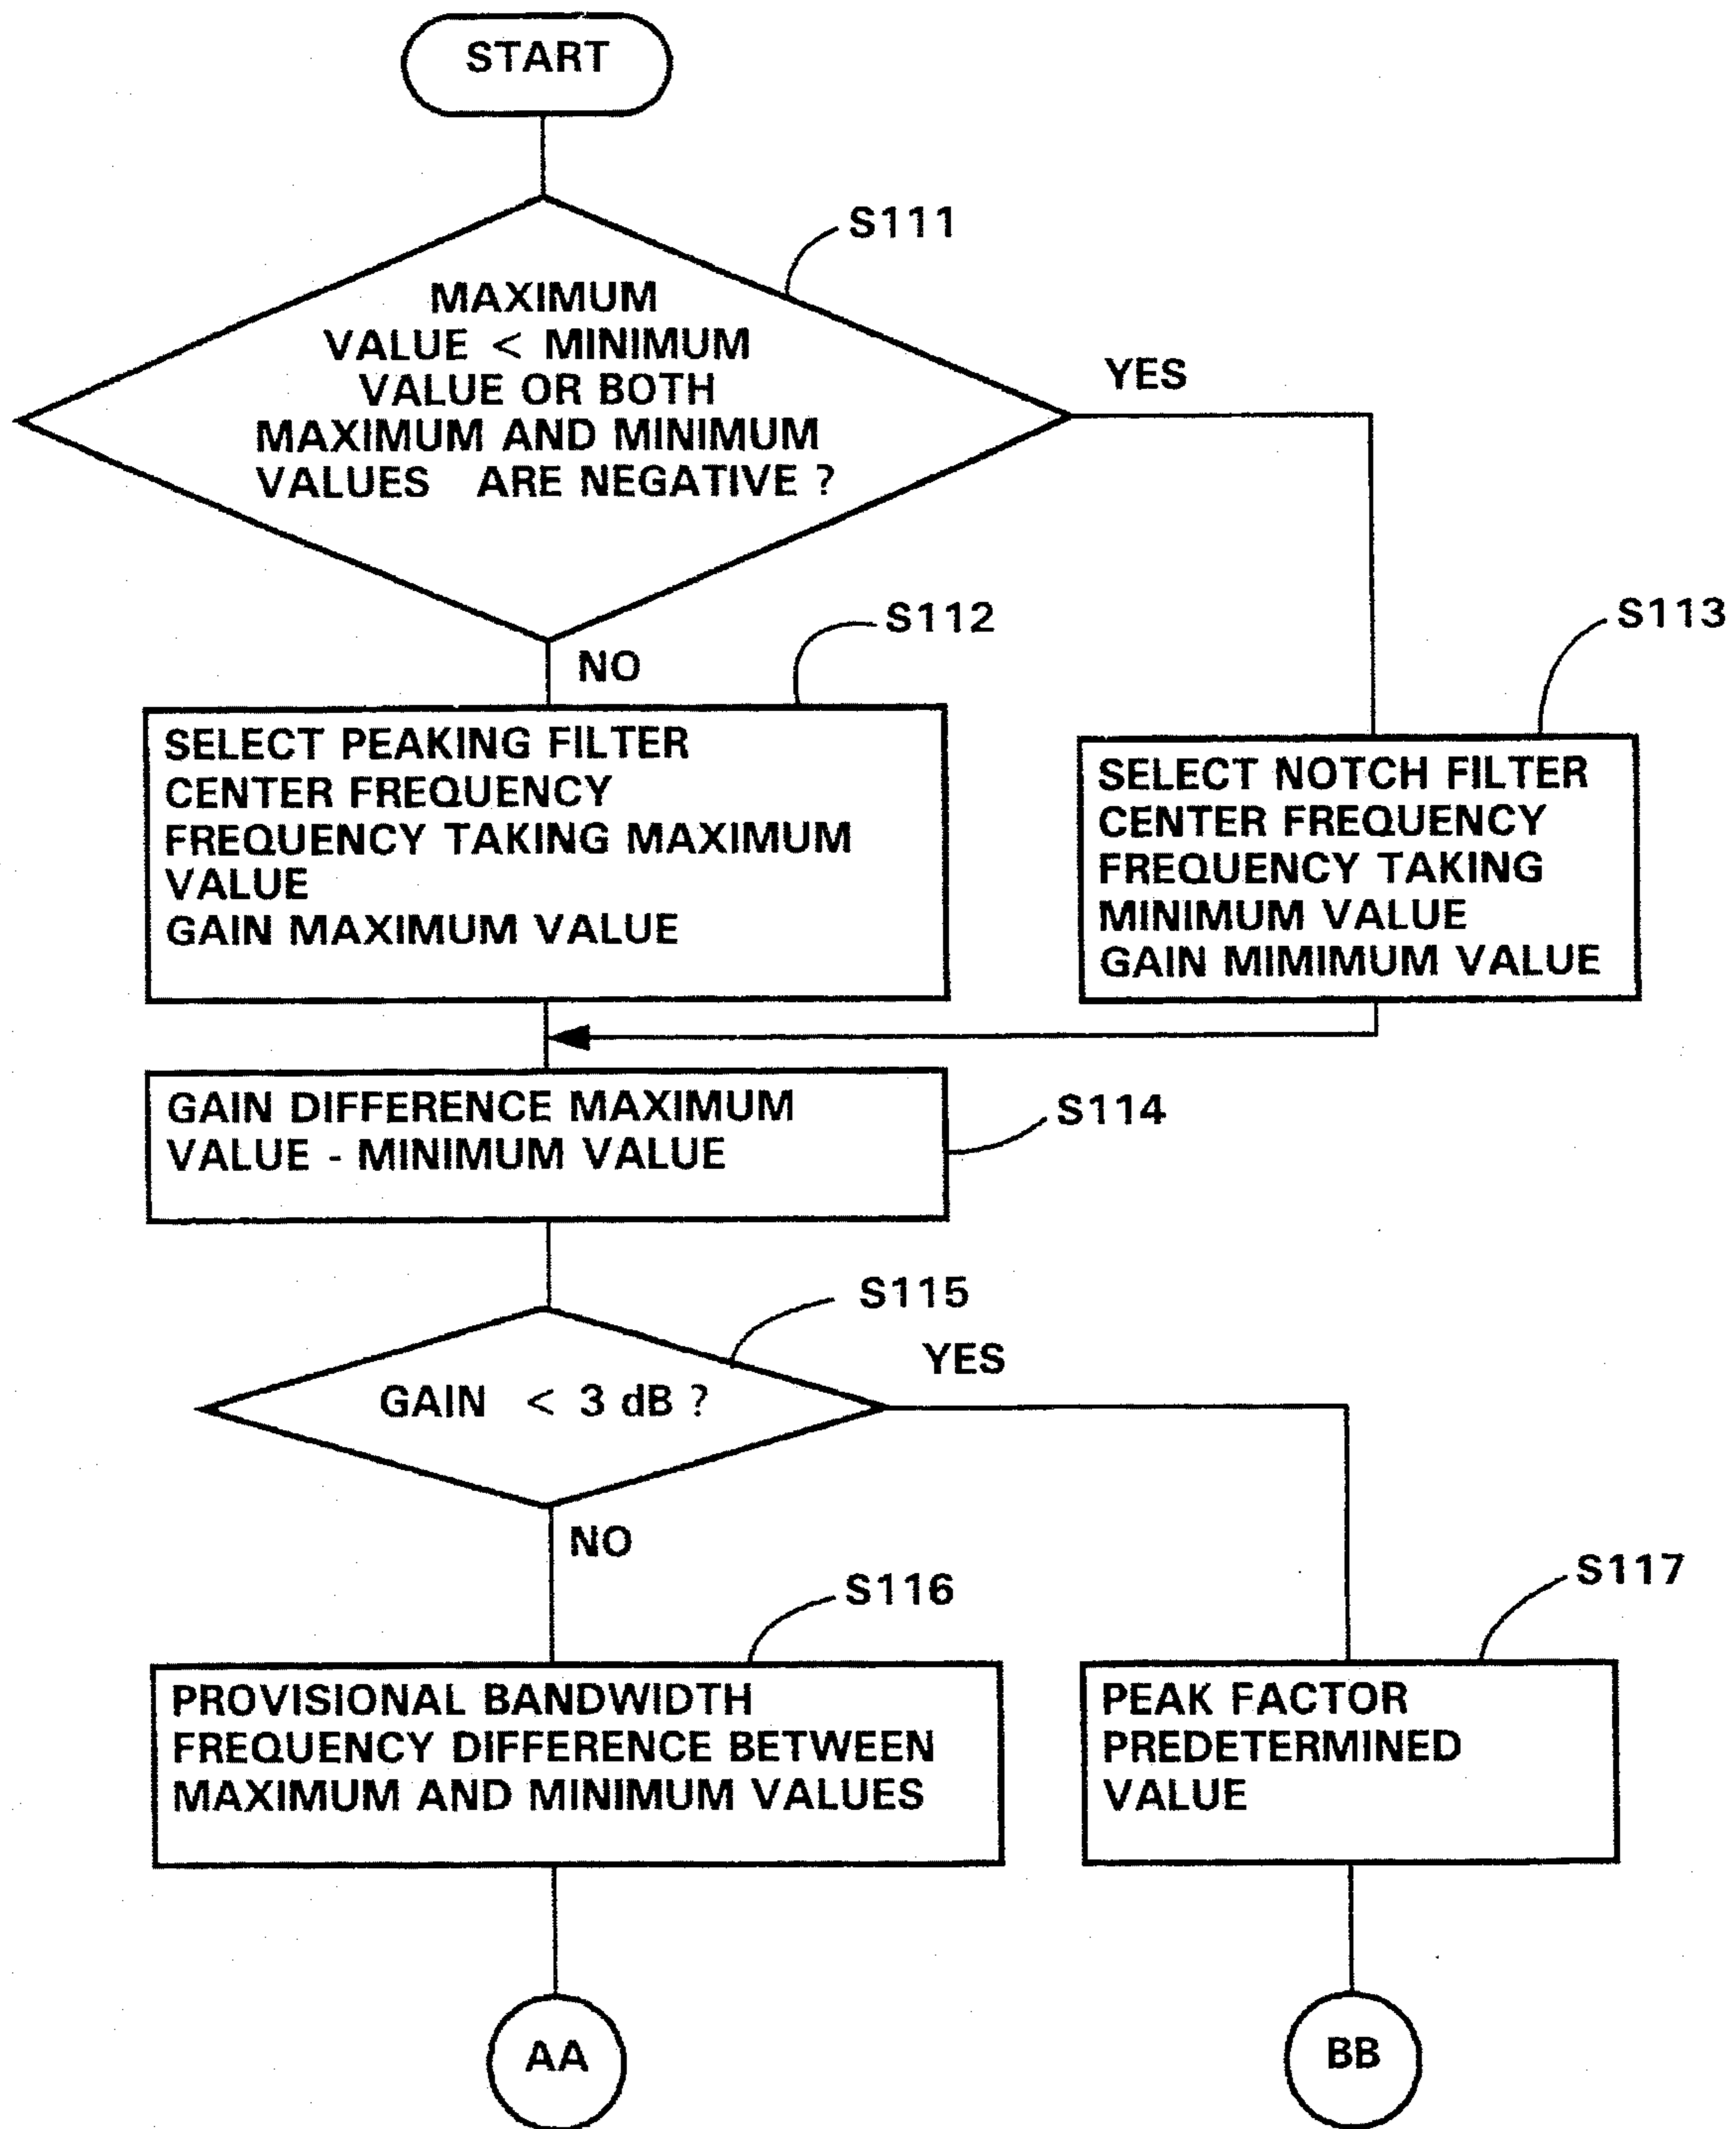 START
S111
MAXIMUM
VALUE < MINIMUM
VALUE OR BOTH
MAXIMUM AND MINIMUM
VALUES ARE NEGATIVE ?
YES
NO
S112
SELECT PEAKING FILTER
CENTER FREQUENCY
FREQUENCY TAKING MAXIMUM
VALUE
GAIN MAXIMUM VALUE
S113
SELECT NOTCH FILTER
CENTER FREQUENCY
FREQUENCY TAKING
MINIMUM VALUE
GAIN MIMIMUM VALUE
GAIN DIFFERENCE MAXIMUM
VALUE - MINIMUM VALUE
S114
S115
GAIN < 3 dB ?
YES
NO
S116
PROVISIONAL BANDWIDTH
FREQUENCY DIFFERENCE BETWEEN
MAXIMUM AND MINIMUM VALUES
S117
PEAK FACTOR
PREDETERMINED
VALUE
AA
BB